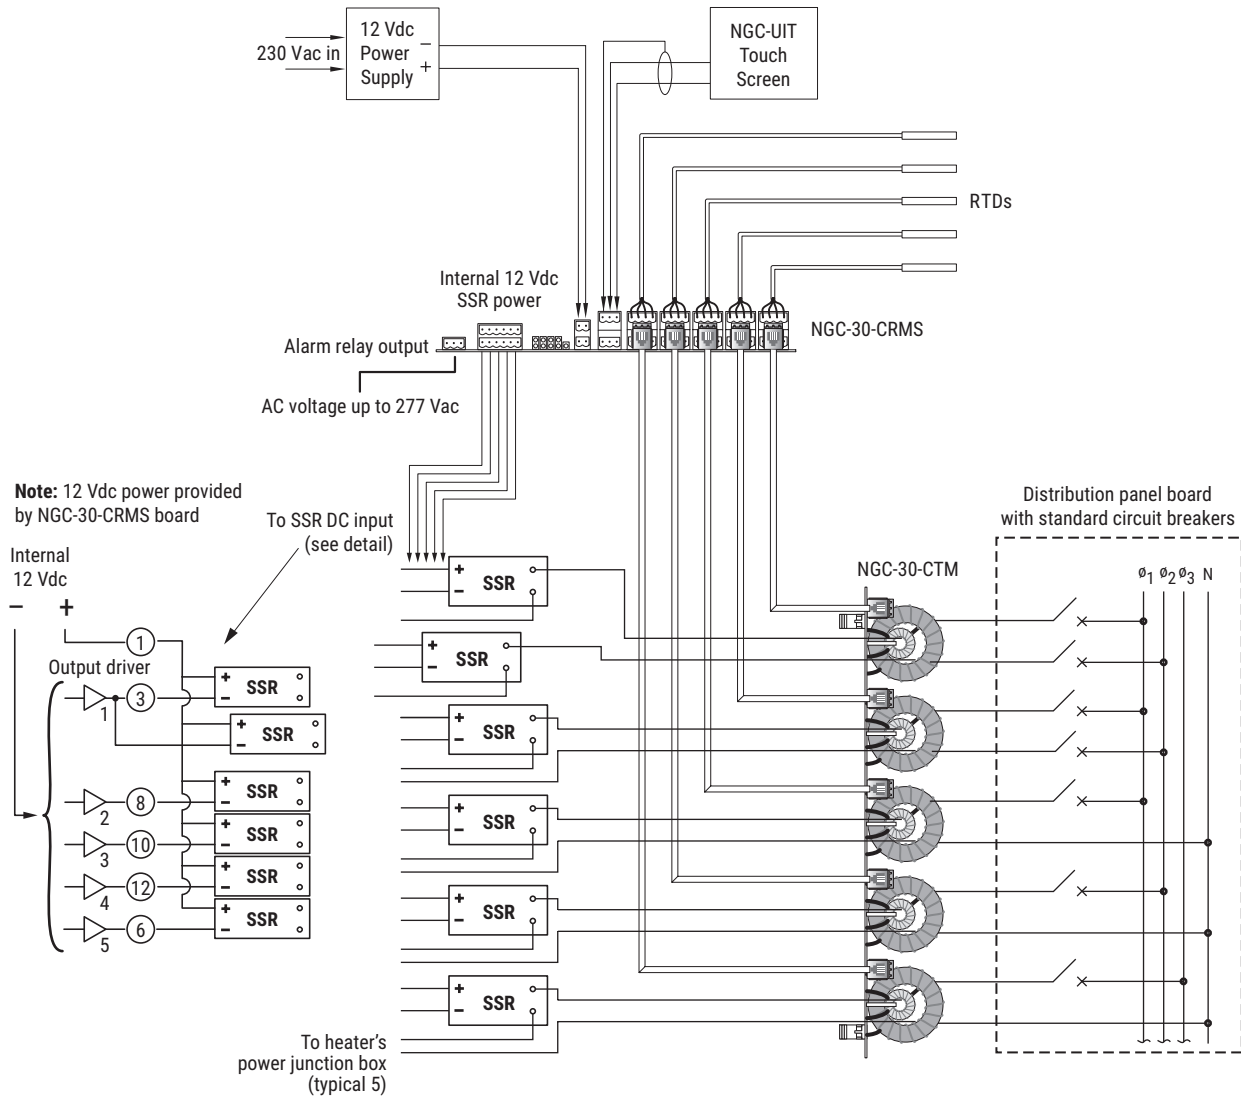 12 Vdc
Power
Supply
−
+
230 Vac in
NGC-UIT
Touch
Screen
RTDs
Internal 12 Vdc
SSR power
NGC-30-CRMS
Alarm relay output
AC voltage up to 277 Vac
Note: 12 Vdc power provided
by NGC-30-CRMS board
To SSR DC input
(see detail)
Distribution panel board
with standard circuit breakers
Internal
12 Vdc
− +
NGC-30-CTM
ø1 ø2 ø3 N
+
−
SSR
1
Output driver
+
−
SSR
3
1
+
−
SSR
+
−
SSR
+
−
SSR
8
2
+
−
SSR
10
3
+
−
SSR
12
4
+
−
SSR
6
5
+
−
SSR
+
−
SSR
+
−
SSR
+
−
SSR
To heater's
power junction box
(typical 5)